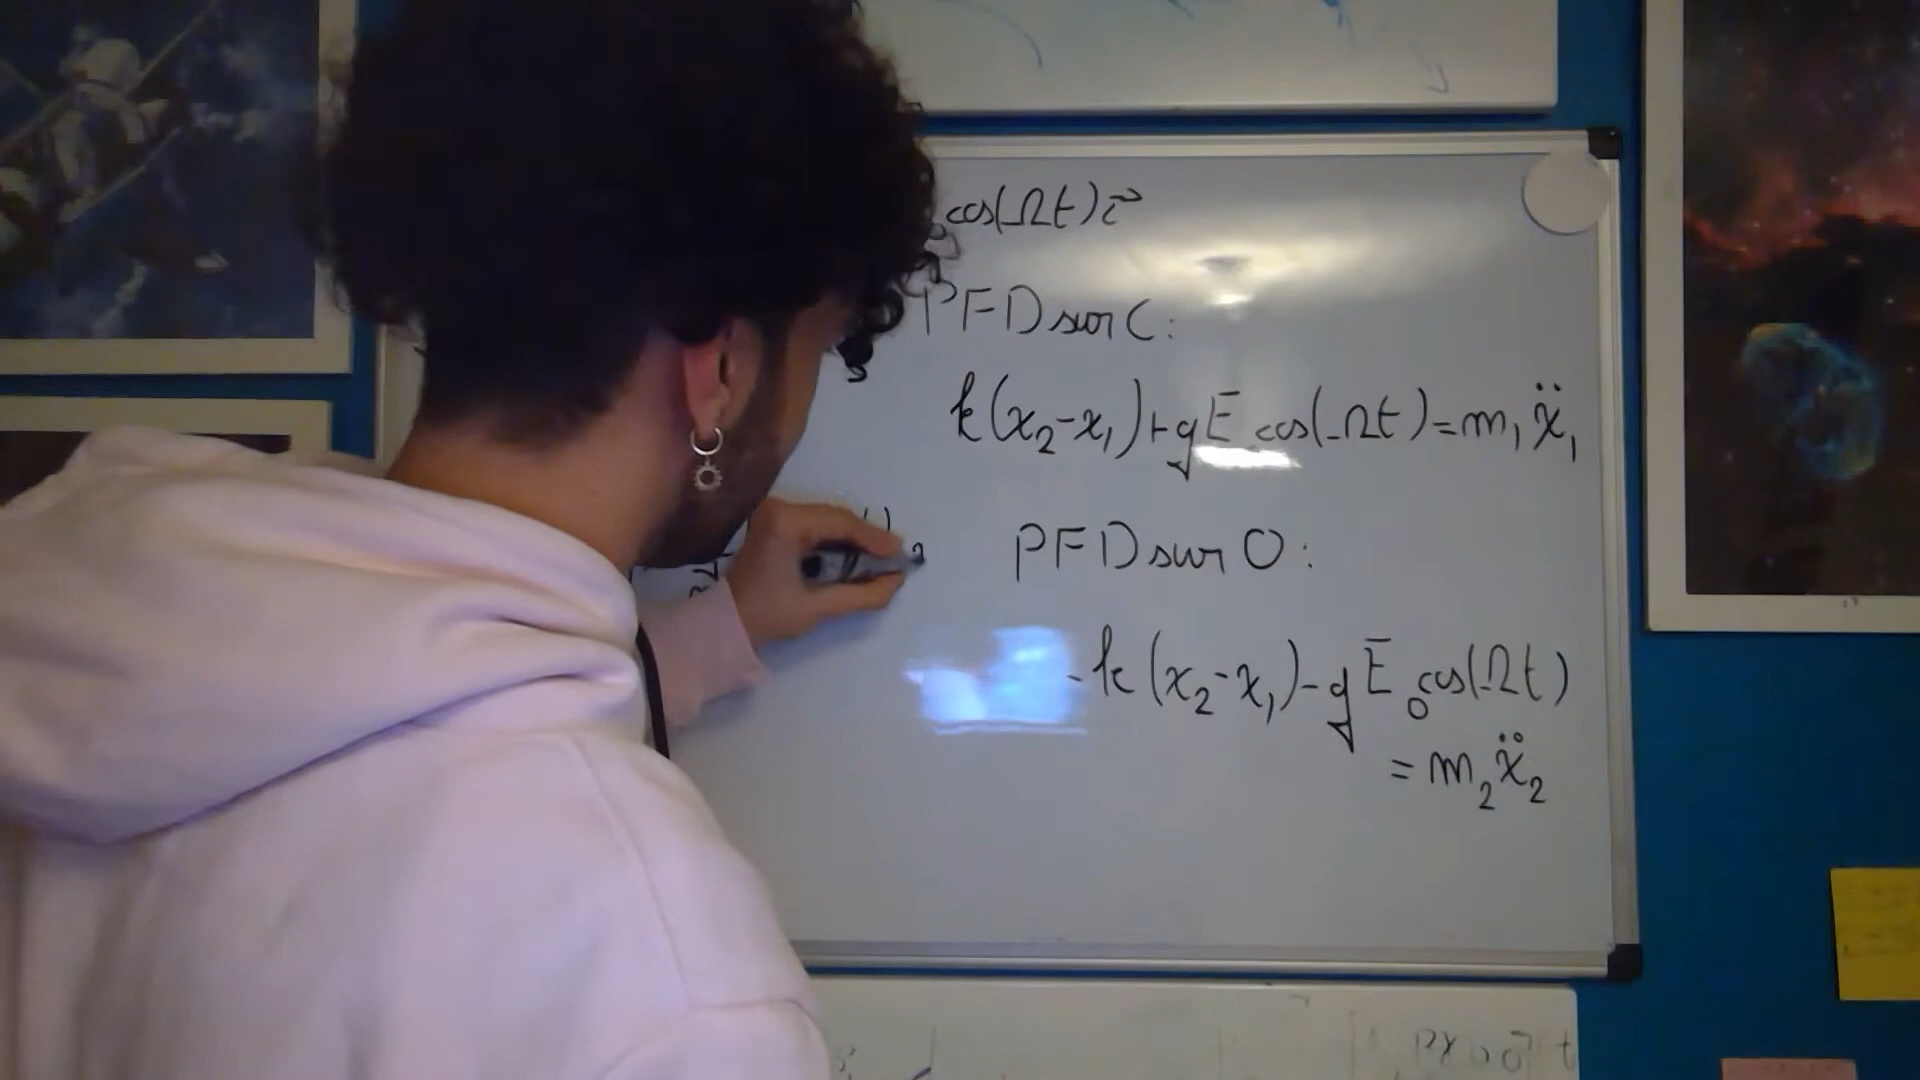 cos(Ωt)i⃗
PFD sur C:
k(x₂-x₁)+qE cos(Ωt)=m₁ẍ₁
PFD sur O:
-k(x₂-x₁)-qE₀cos(Ωt)
=m₂ẍ₂